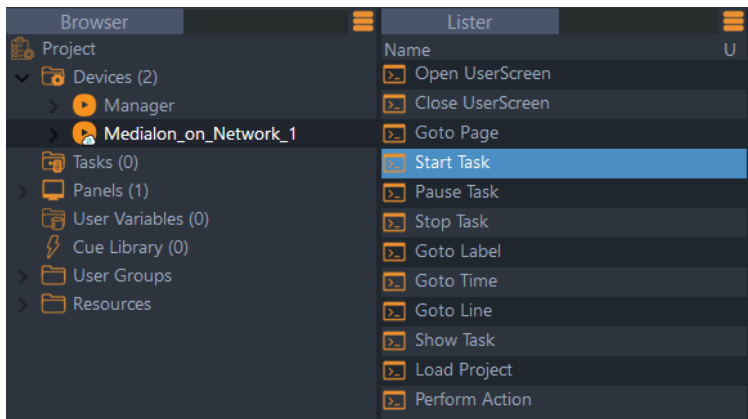 Browser
Project
Devices (2)
Manager
Medialon_on_Network_1
Tasks (0)
Panels (1)
User Variables (0)
Cue Library (0)
User Groups
Resources
Lister
Name U
Open UserScreen
Close UserScreen
Goto Page
Start Task
Pause Task
Stop Task
Goto Label
Goto Time
Goto Line
Show Task
Load Project
Perform Action